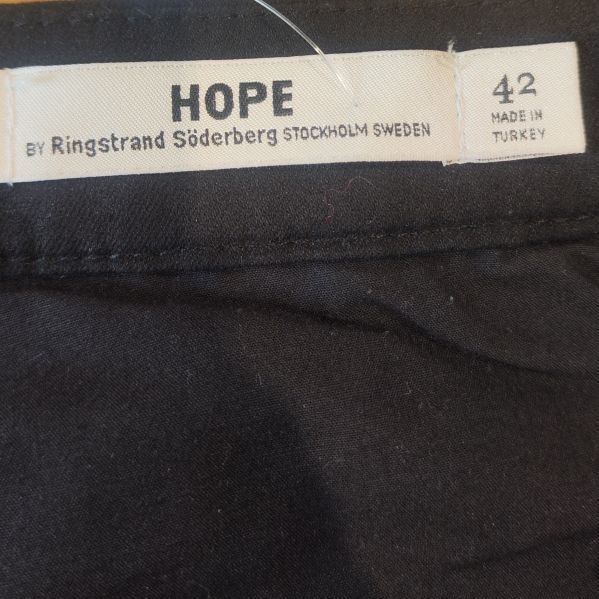 HOPE
BY Ringstrand Söderberg STOCKHOLM SWEDEN
42
MADE IN
TURKEY